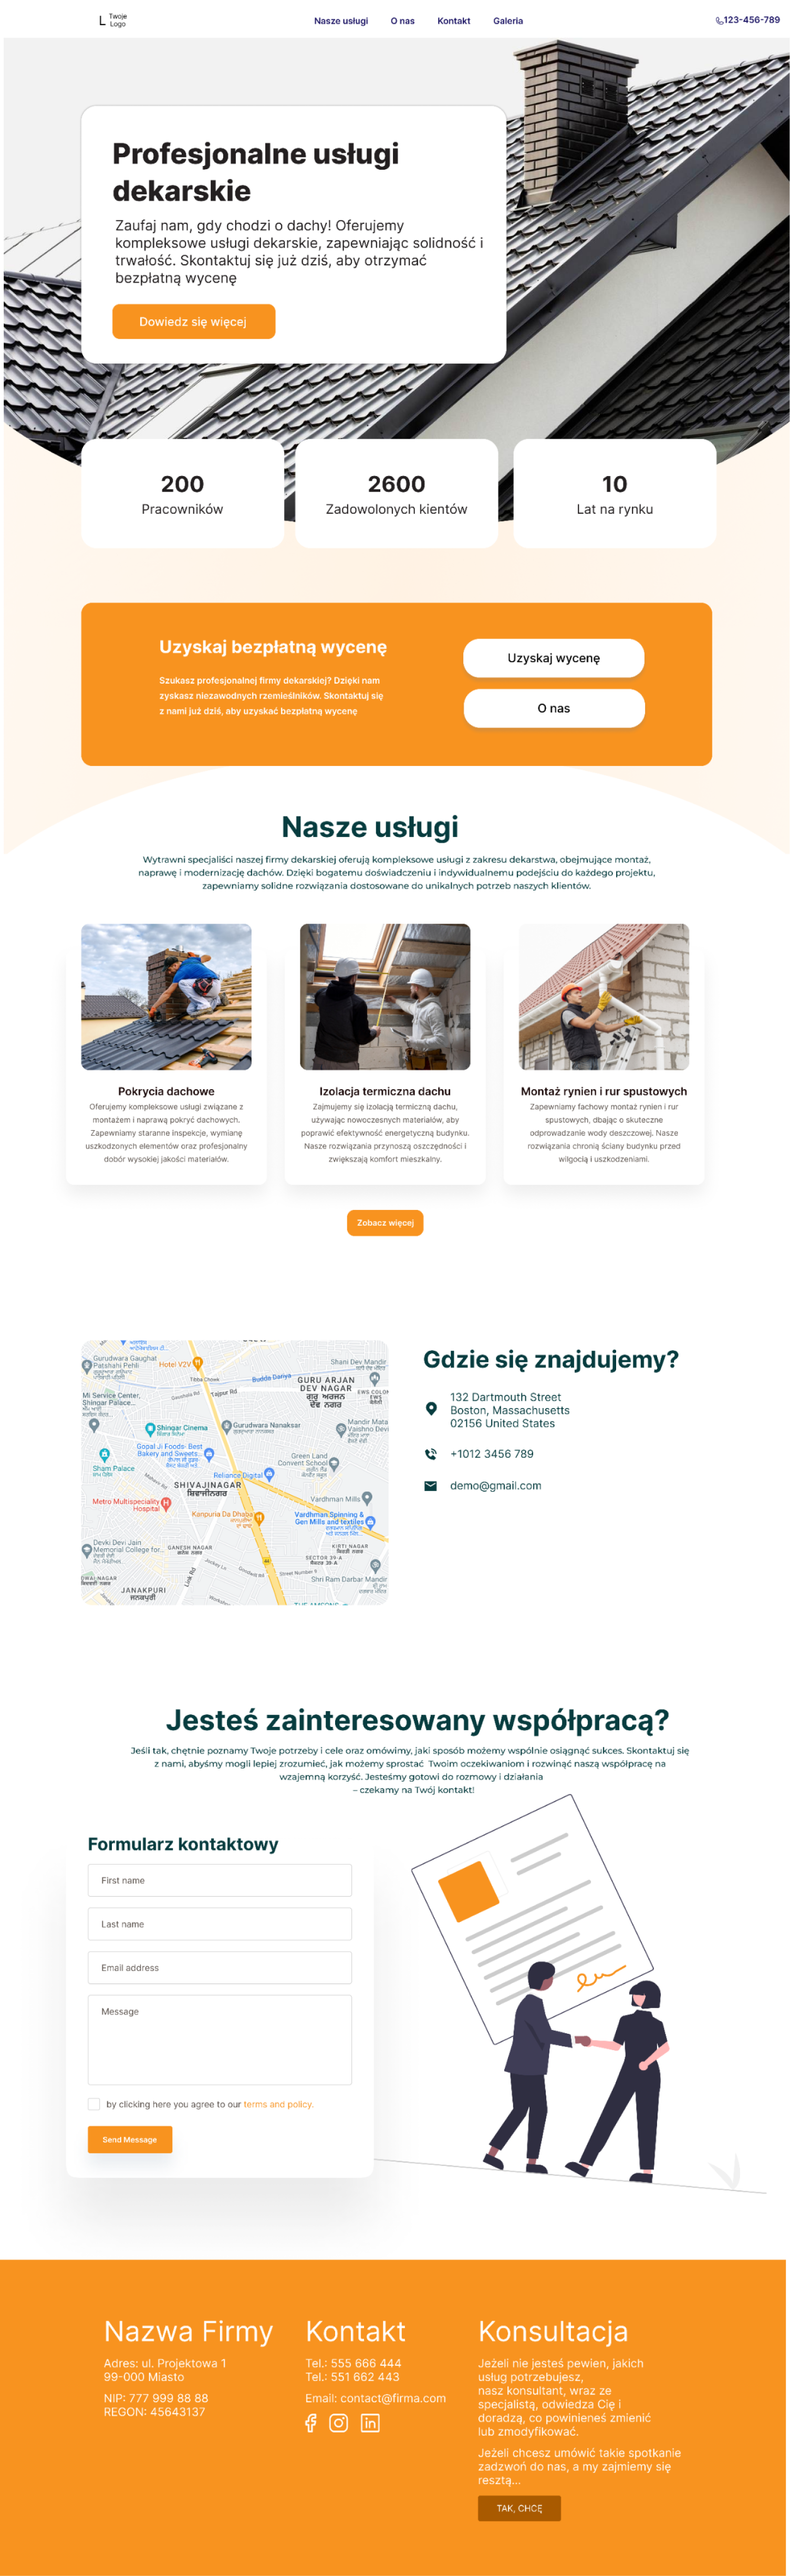 Twoje
Logo
Nasze usługi
O nas
Kontakt
Galeria
123-456-789
Profesjonalne usługi
dekarskie
Zaufaj nam, gdy chodzi o dachy! Oferujemy
kompleksowe usługi dekarskie, zapewniając solidność i
trwałość. Skontaktuj się już dziś, aby otrzymać
bezpłatną wycenę
Dowiedz się więcej
200
Pracowników
2600
Zadowolonych kientów
10
Lat na rynku
Uzyskaj bezpłatną wycenę
Szukasz profesjonalnej firmy dekarskiej? Dzięki nam
zyskasz niezawodnych rzemieślników. Skontaktuj się
z nami już dziś, aby uzyskać bezpłatną wycenę
Uzyskaj wycenę
O nas
Nasze usługi
Wytrawni specjaliści naszej firmy dekarskiej oferują kompleksowe usługi z zakresu dekarstwa, obejmujące montaż,
naprawę i modernizację dachów. Dzięki bogatemu doświadczeniu i indywidualnemu podejściu do każdego projektu,
zapewniamy solidne rozwiązania dostosowane do unikalnych potrzeb naszych klientów.
Pokrycia dachowe
Oferujemy kompleksowe usługi związane z
montażem i naprawą pokryć dachowych.
Zapewniamy staranne inspekcje, wymianę
uszkodzonych elementów oraz profesjonalny
dobór wysokiej jakości materiałów.
Izolacja termiczna dachu
Zajmujemy się izolacją termiczną dachu,
używając nowoczesnych materiałów, aby
poprawić efektywność energetyczną budynku.
Nasze rozwiązania przynoszą oszczędności i
zwiększają komfort mieszkalny.
Montaż rynien i rur spustowych
Zapewniamy fachowy montaż rynien i rur
spustowych, dbając o skuteczne
odprowadzanie wody deszczowej. Nasze
rozwiązania chronią ściany budynku przed
wilgocią i uszkodzeniami.
Zobacz więcej
Gurudwara Gaughat
Patshahi Pehli
Hotel V2V
Shani Dev Mandir
Tibba Chowe
Budda Dariya
Tajpur Rd
GURU ARJAN
DEV NAGAR
ਗੁਰੂ ਅਰਜਨ
ਦੇਵ ਨਗਰ
Mi Service Center,
Shingar Palace...
Shingar Cinema
Gurudwara Nanaksar
Mandir Mata
Vaishno Devi
Gopal Ji Foods- Best
Bakery and Sweets...
Green Land
Convent School
Sham Palace
Reliance Digital
SHIVAJINAGAR
ਸ਼ਿਵਾਜੀਨਗਰ
Metro Multispeciality
Hospital
Vardhman Mills
Kanpuria Da Dhaba
Vardhman Spinning &
Gen Mills and textiles
Devki Devi Jain
Memorial College for...
GANESH NAGAR
KIRTI NAGAR
SECTOR 39-A
Link Rd
Street Number 6
Shri Ram Darbar Mandir
JANAKPURI
ਜਨਕਪੁਰੀ
Gdzie się znajdujemy?
132 Dartmouth Street
Boston, Massachusetts
02156 United States
+1012 3456 789
demo@gmail.com
Jesteś zainteresowany współpracą?
Jeśli tak, chętnie poznamy Twoje potrzeby i cele oraz omówimy, jaki sposób możemy wspólnie osiągnąć sukces. Skontaktuj się
z nami, abyśmy mogli lepiej zrozumieć, jak możemy sprostać Twoim oczekiwaniom i rozwinąć naszą współpracę na
wzajemną korzyść. Jesteśmy gotowi do rozmowy i działania
– czekamy na Twój kontakt!
Formularz kontaktowy
First name
Last name
Email address
Message
by clicking here you agree to our terms and policy.
Send Message
Nazwa Firmy
Adres: ul. Projektowa 1
99-000 Miasto
NIP: 777 999 88 88
REGON: 45643137
Kontakt
Tel.: 555 666 444
Tel.: 551 662 443
Email: contact@firma.com
Konsultacja
Jeżeli nie jesteś pewien, jakich
usług potrzebujesz,
nasz konsultant, wraz ze
specjalistą, odwiedza Cię i
doradzą, co powinieneś zmienić
lub zmodyfikować.
Jeżeli chcesz umówić takie spotkanie
zadzwoń do nas, a my zajmiemy się
resztą...
TAK, CHCĘ